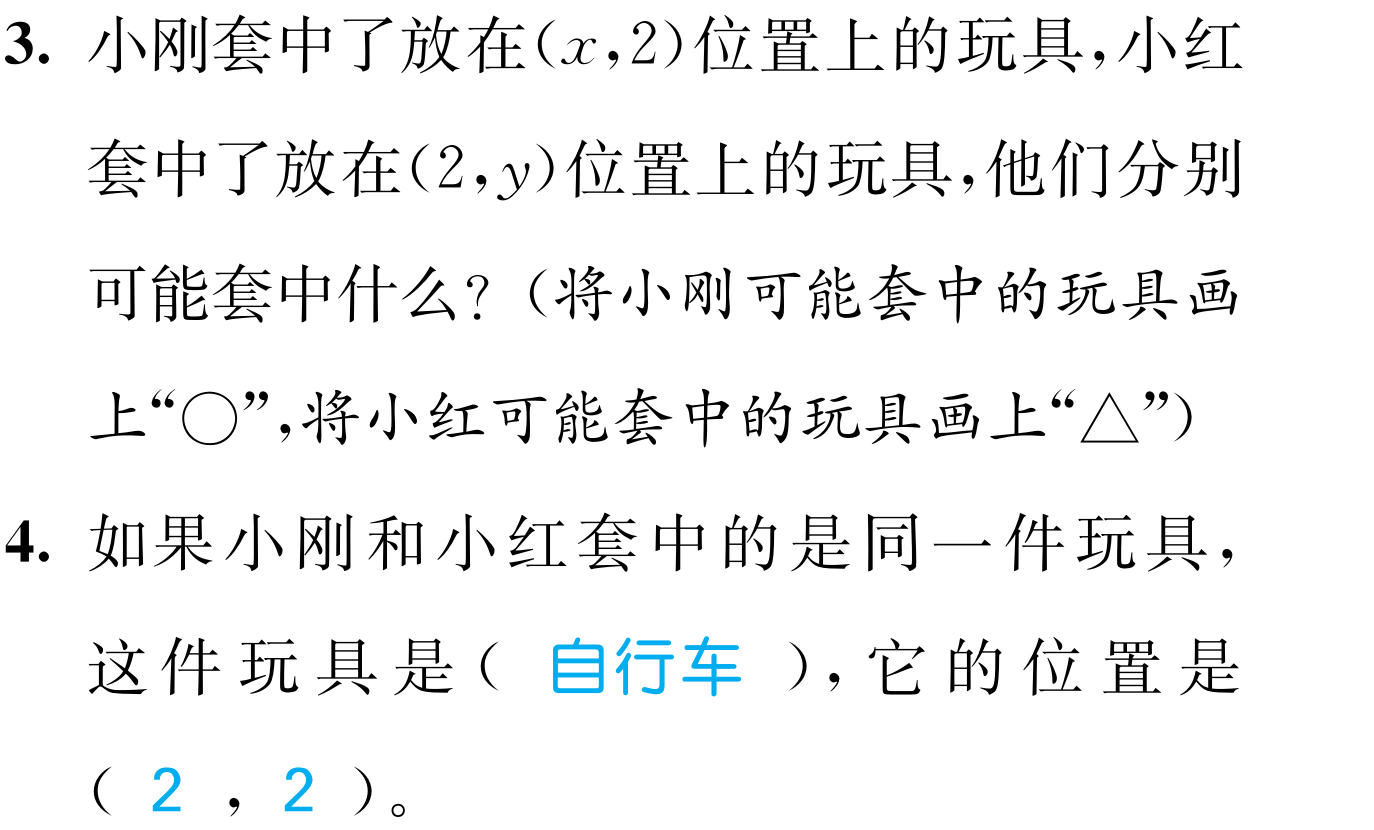 3. 小刚套中了放在(x,2)位置上的玩具,小红
套中了放在(2,y)位置上的玩具,他们分别
可能套中什么?(将小刚可能套中的玩具画
上“○”,将小红可能套中的玩具画上“△”)
4. 如果小刚和小红套中的是同一件玩具,
这件玩具是( 自行车 ),它的位置是
( 2 , 2 )。